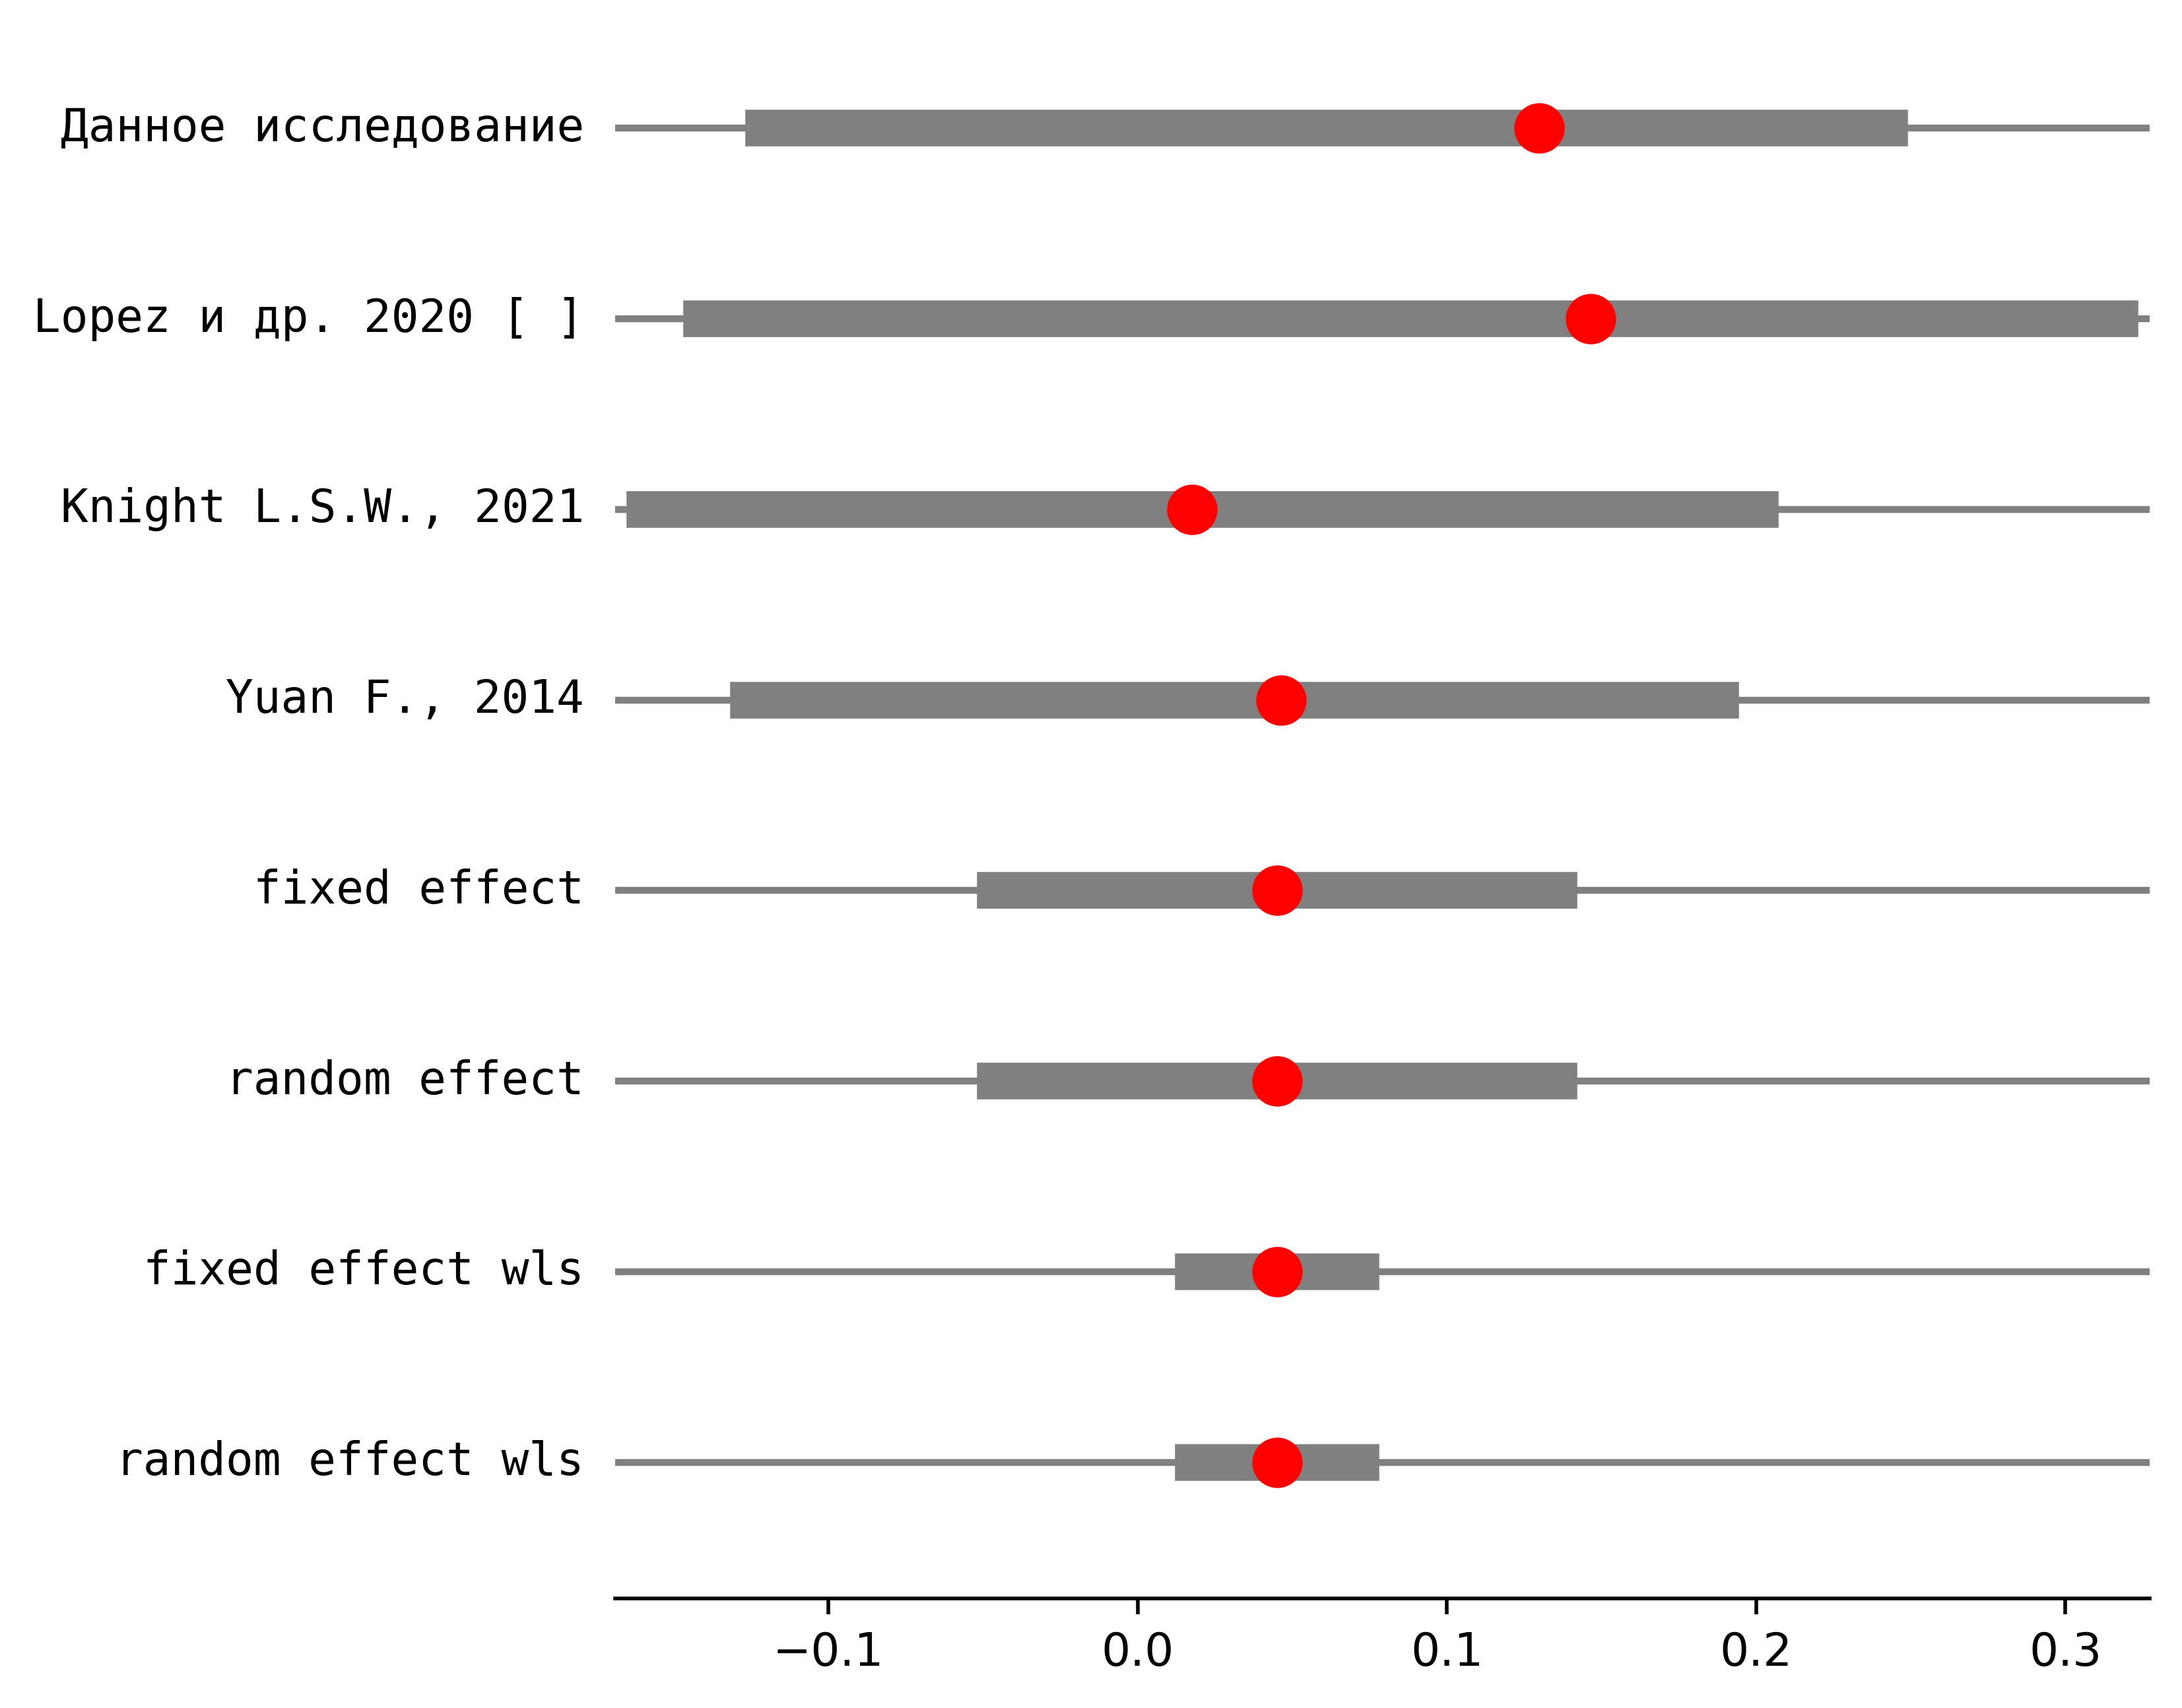 Данное исследование
Lopez и др. 2020 [ ]
Knight L.S.W., 2021
Yuan F., 2014
fixed effect
random effect
fixed effect wls
random effect wls
−0.1 0.0 0.1 0.2 0.3